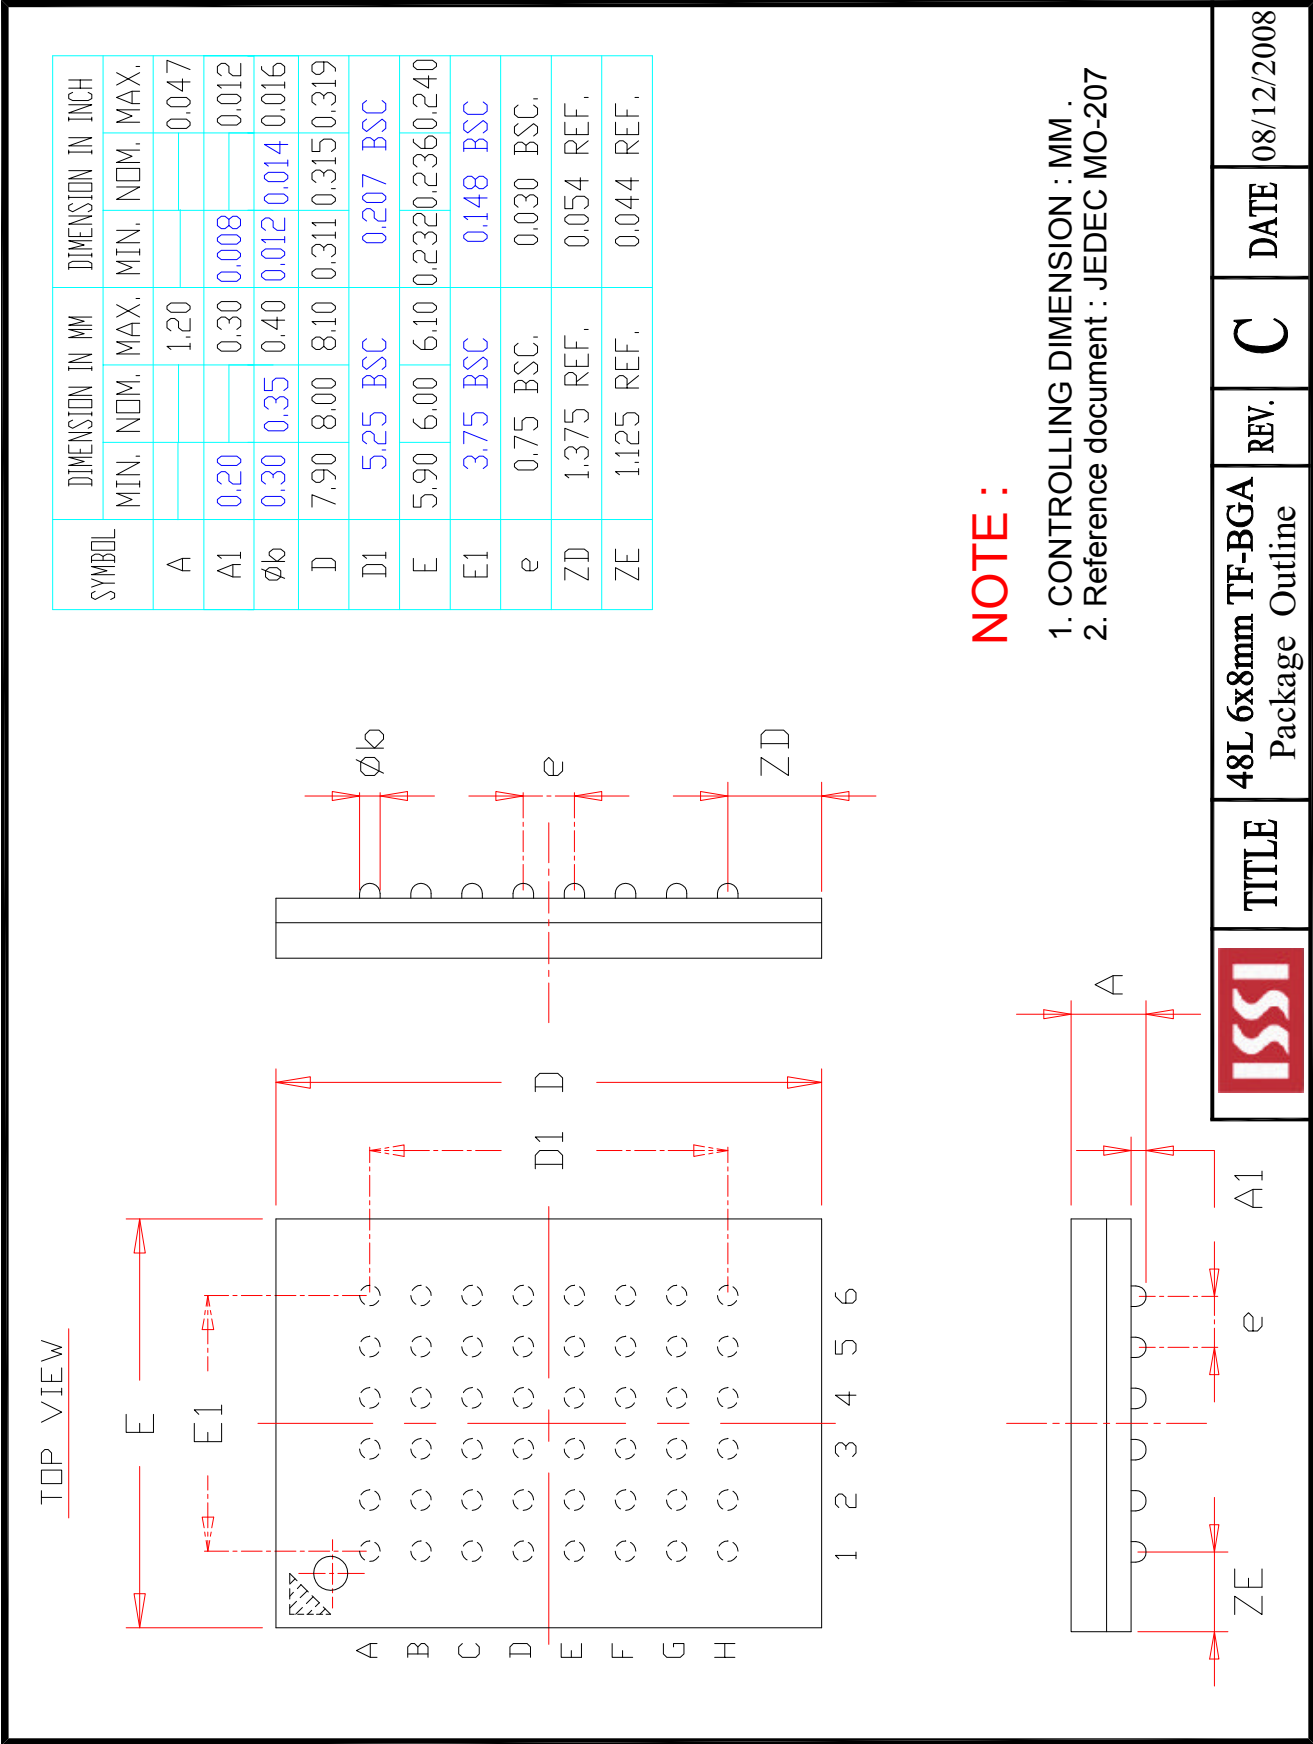 TOP VIEW
E
E1
A
B
C
D
E
F
G
H
1 2 3 4 5 6
D1
D
Øb
e
ZD
ZE
e
A1
A
SYMBOL DIMENSION IN MM DIMENSION IN INCH
MIN. NOM. MAX. MIN. NOM. MAX.
A 1.20 0.047
A1 0.20 0.30 0.008 0.012
Øb 0.30 0.35 0.40 0.012 0.014 0.016
D 7.90 8.00 8.10 0.311 0.315 0.319
D1 5.25 BSC 0.207 BSC
E 5.90 6.00 6.10 0.232 0.236 0.240
E1 3.75 BSC 0.148 BSC
e 0.75 BSC. 0.030 BSC.
ZD 1.375 REF. 0.054 REF.
ZE 1.125 REF. 0.044 REF.
NOTE :
1. CONTROLLING DIMENSION : MM .
2. Reference document : JEDEC MO-207
ISSI
TITLE
48L 6x8mm TF-BGA
Package Outline
REV.
C
DATE
08/12/2008